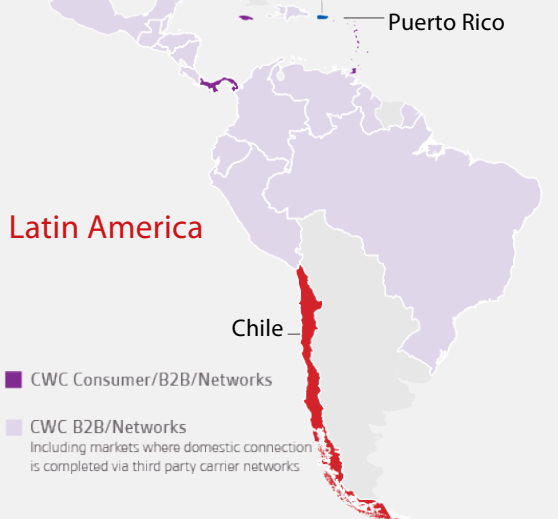 Puerto Rico
Latin America
Chile
CWC Consumer/B2B/Networks
CWC B2B/Networks
Including markets where domestic connection
is completed via third party carrier networks